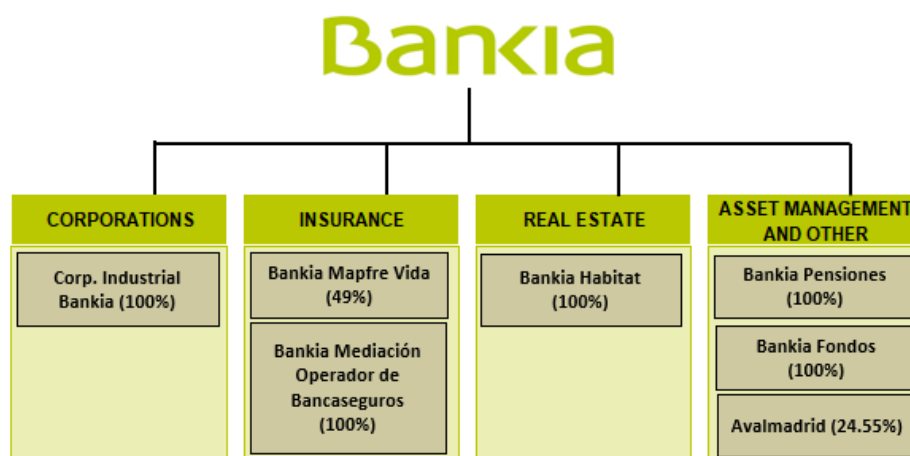 Bankia
CORPORATIONS
Corp. Industrial
Bankia (100%)
INSURANCE
Bankia Mapfre Vida
(49%)
Bankia Mediación
Operador de
Bancaseguros
(100%)
REAL ESTATE
Bankia Habitat
(100%)
ASSET MANAGEMENT
AND OTHER
Bankia Pensiones
(100%)
Bankia Fondos
(100%)
Avalmadrid (24.55%)